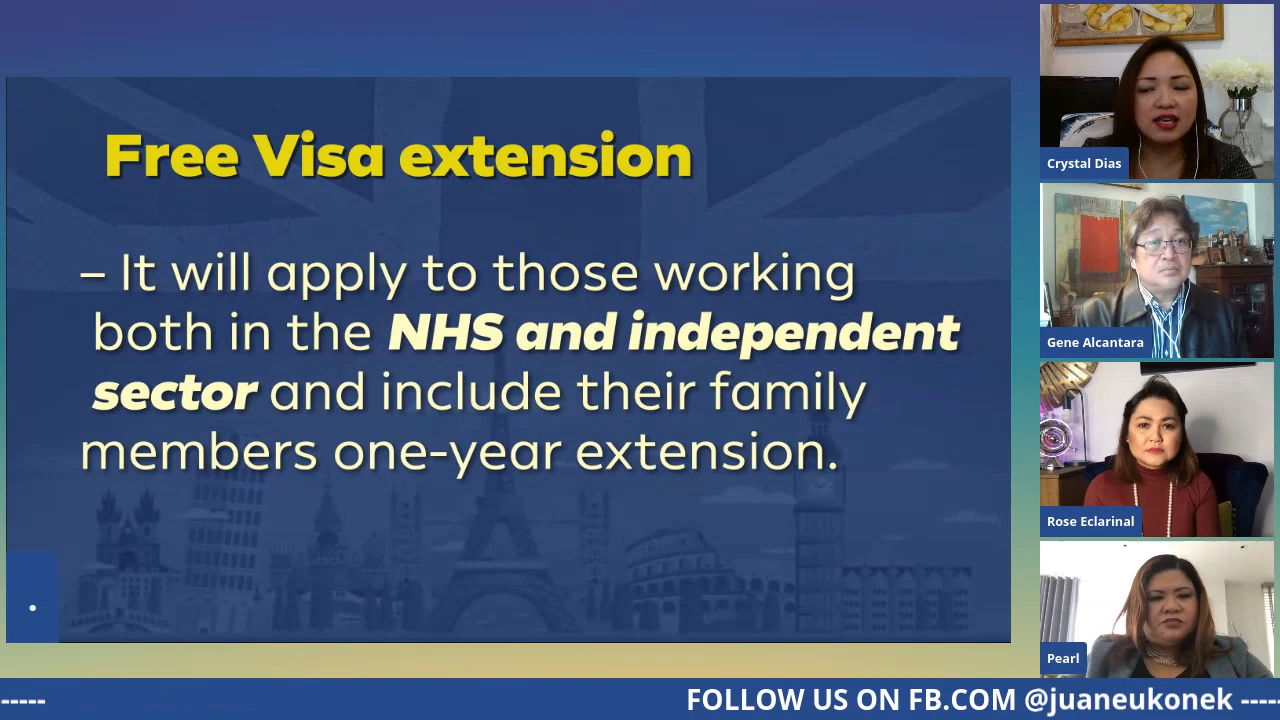 Free Visa extension
– It will apply to those working
both in the NHS and independent
sector and include their family
members one-year extension.
Crystal Dias
Gene Alcantara
Rose Eclarinal
Pearl
----- FOLLOW US ON FB.COM @juaneukonek ----